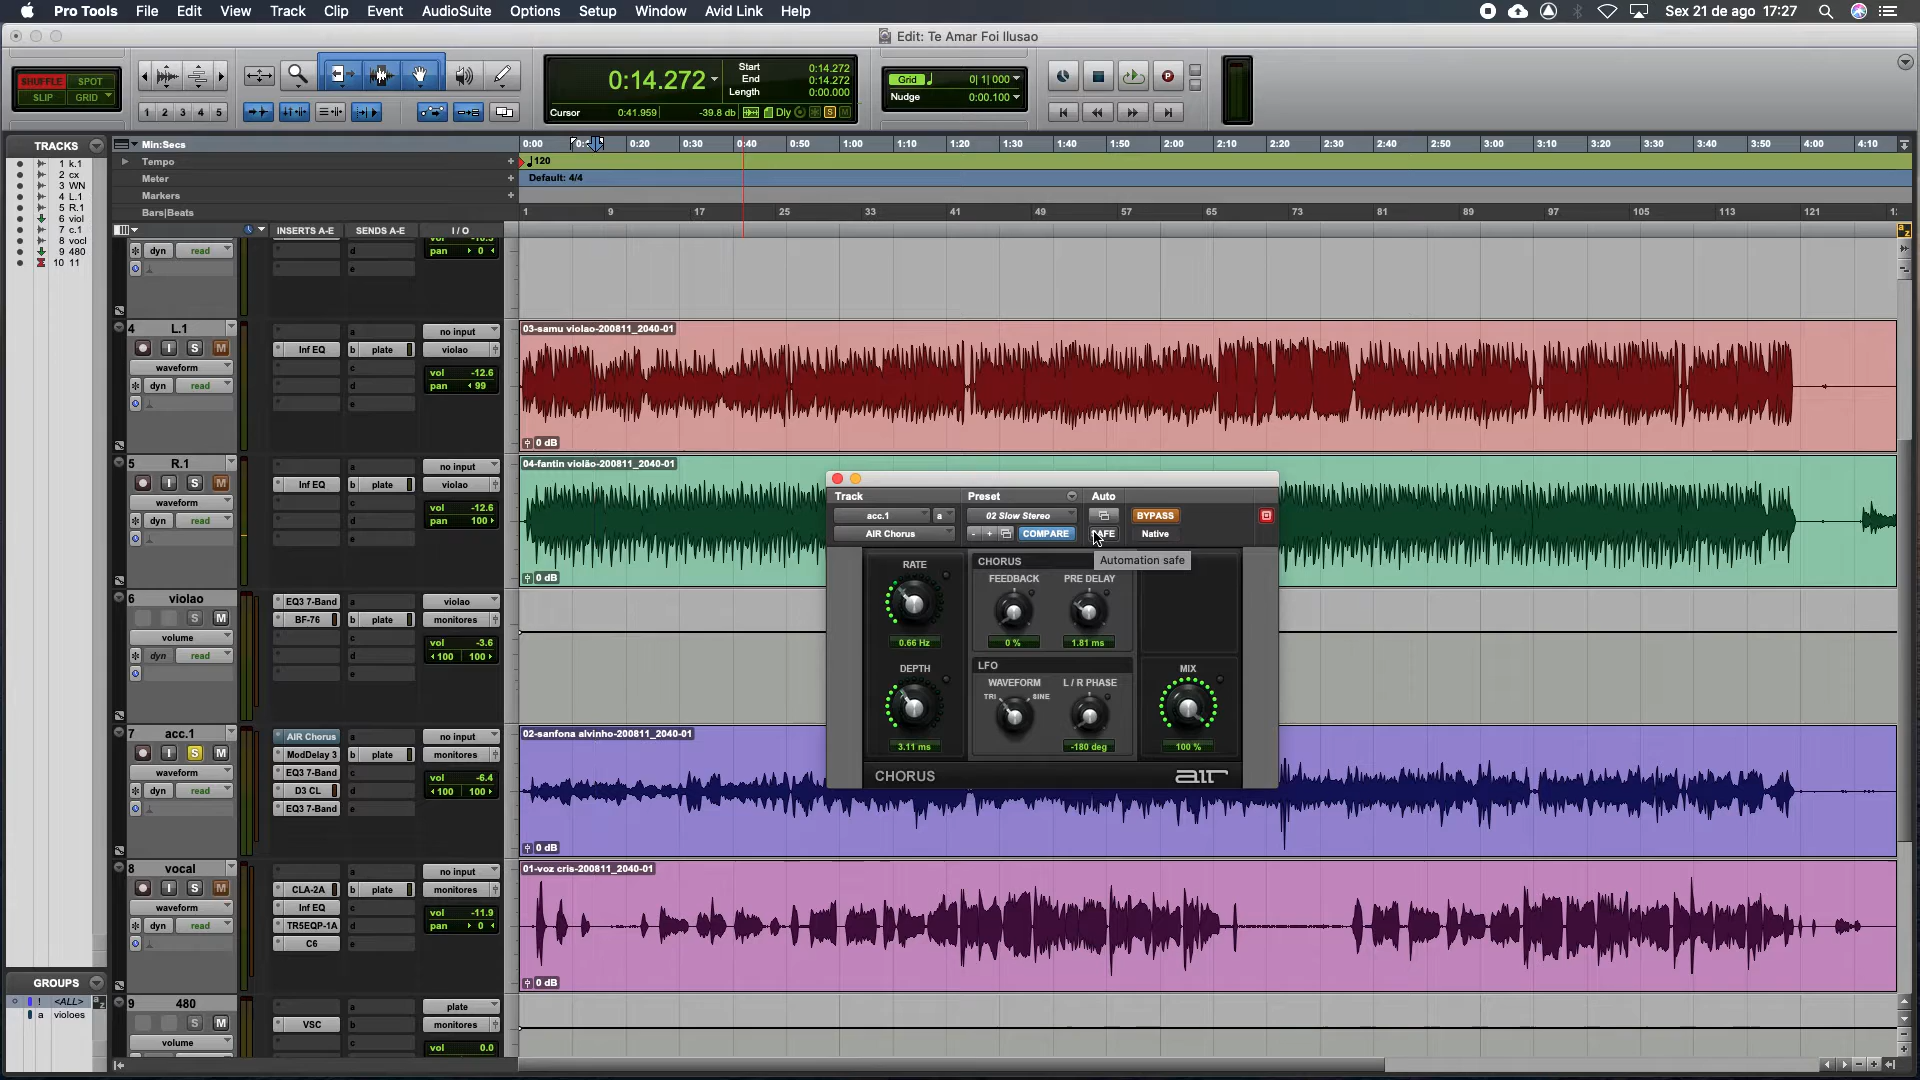 Pro Tools File Edit View Track Clip Event AudioSuite Options Setup Window Avid Link Help Sex 21 de ago 17:27
Edit: Te Amar Foi Ilusao
SHUFFLE SPOT
SLIP GRID
1 2 3 4 5
0:14.272
Start 0:14.272
End 0:14.272
Length 0:00.000
Cursor 0:41.959 -39.8 db Dly S M
Grid 0| 1| 000
Nudge 0:00.100
TRACKS
1 k.1
2 cx
3 WN
4 L.1
5 R.1
6 viol
7 c.1
8 vocl
9 480
10 11
GROUPS
! <ALL>
a violoes
Min:Secs 0:00 0:20 0:30 0:40 0:50 1:00 1:10 1:20 1:30 1:40 1:50 2:00 2:10 2:20 2:30 2:40 2:50 3:00 3:10 3:20 3:30 3:40 3:50 4:00 4:10
Tempo 120
Meter Default: 4/4
Markers
Bars|Beats 1 9 17 25 33 41 49 57 65 73 81 89 97 105 113 121
INSERTS A-E SENDS A-E I / O
dyn read d pan 0
e
4 L.1 a no input 03-samu violao-200811_2040-01
I S M Inf EQ b plate violao
waveform c vol -12.6
dyn read d pan 99
e
0 dB
5 R.1 a no input 04-fantin violão-200811_2040-01
I S M Inf EQ b plate violao
waveform c vol -12.6
dyn read d pan 100
e
0 dB
6 violao EQ3 7-Band a violao
S M BF-76 b plate monitores
volume c vol -3.6
dyn read d 100 100
e
7 acc.1 AIR Chorus a no input 02-sanfona alvinho-200811_2040-01
I S M ModDelay 3 b plate monitores
waveform EQ3 7-Band c vol -6.4
dyn read D3 CL d 100 100
EQ3 7-Band e
0 dB
8 vocal a no input 01-voz cris-200811_2040-01
I S M CLA-2A b plate monitores
waveform Inf EQ c vol -11.9
dyn read TR5EQP-1A d pan 0
C6 e
0 dB
9 480 a plate
S M VSC b monitores
volume c vol 0.0
Track Preset Auto
acc.1 a 02 Slow Stereo BYPASS
AIR Chorus - + COMPARE SAFE Native
Automation safe
RATE
0.66 Hz
DEPTH
3.11 ms
CHORUS
FEEDBACK PRE DELAY
0 % 1.81 ms
LFO
WAVEFORM L / R PHASE
TRI SINE
-180 deg
MIX
100 %
CHORUS air